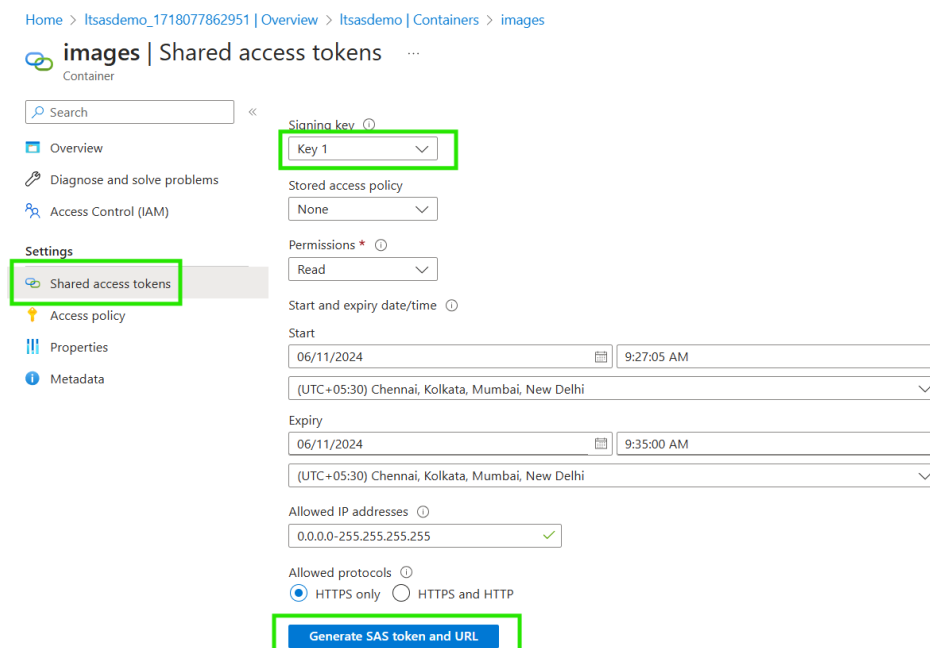 Home > ltsasdemo_1718077862951 | Overview > ltsasdemo | Containers > images
images | Shared access tokens ...
Container
Search
«
Overview
Diagnose and solve problems
Access Control (IAM)
Settings
Shared access tokens
Access policy
Properties
Metadata
Signing key
Key 1
Stored access policy
None
Permissions *
Read
Start and expiry date/time
Start
06/11/2024 9:27:05 AM
(UTC+05:30) Chennai, Kolkata, Mumbai, New Delhi
Expiry
06/11/2024 9:35:00 AM
(UTC+05:30) Chennai, Kolkata, Mumbai, New Delhi
Allowed IP addresses
0.0.0.0-255.255.255.255
Allowed protocols
HTTPS only HTTPS and HTTP
Generate SAS token and URL